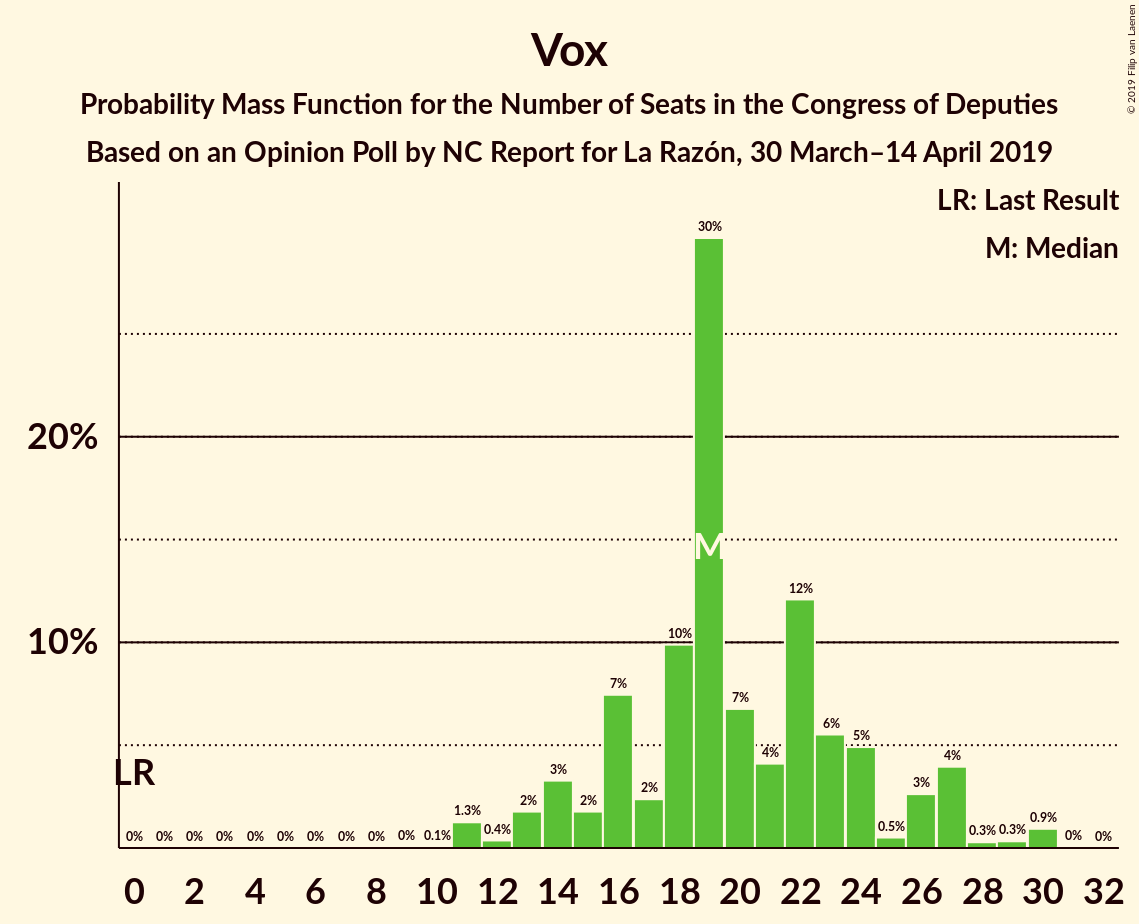 Vox
Probability Mass Function for the Number of Seats in the Congress of Deputies
Based on an Opinion Poll by NC Report for La Razón, 30 March–14 April 2019
© 2019 Filip van Laenen
LR: Last Result
M: Median
20%
10%
LR
M
0% 0% 0% 0% 0% 0% 0% 0% 0% 0% 0.1% 1.3% 0.4% 2% 3% 2% 7% 2% 10% 30% 7% 4% 12% 6% 5% 0.5% 3% 4% 0.3% 0.3% 0.9% 0% 0%
0 2 4 6 8 10 12 14 16 18 20 22 24 26 28 30 32